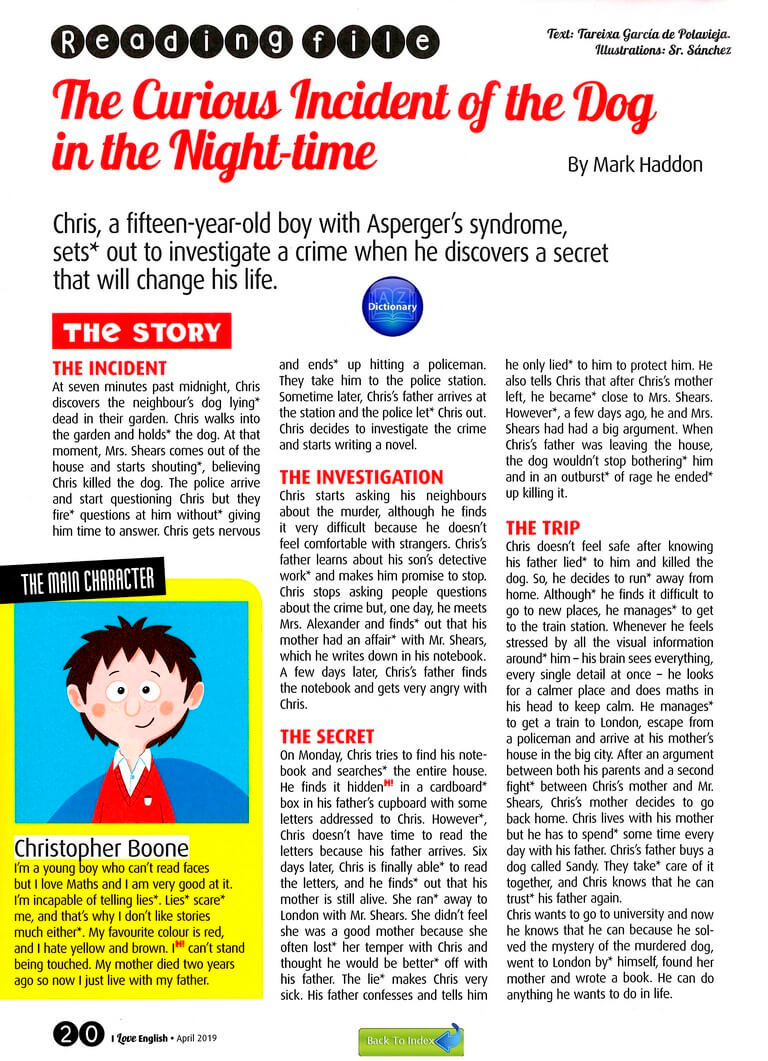 Reading file
Text: Tareixa García de Polavieja.
Illustrations: Sr. Sánchez
The Curious Incident of the Dog
in the Night-time
By Mark Haddon
Chris, a fifteen-year-old boy with Asperger's syndrome,
sets* out to investigate a crime when he discovers a secret
that will change his life.
A Z
Dictionary
THE STORY
THE INCIDENT
At seven minutes past midnight, Chris
discovers the neighbour's dog lying*
dead in their garden. Chris walks into
the garden and holds* the dog. At that
moment, Mrs. Shears comes out of the
house and starts shouting*, believing
Chris killed the dog. The police arrive
and start questioning Chris but they
fire* questions at him without* giving
him time to answer. Chris gets nervous
and ends* up hitting a policeman.
They take him to the police station.
Sometime later, Chris's father arrives at
the station and the police let* Chris out.
Chris decides to investigate the crime
and starts writing a novel.
THE INVESTIGATION
Chris starts asking his neighbours
about the murder, although he finds
it very difficult because he doesn't
feel comfortable with strangers. Chris's
father learns about his son's detective
work* and makes him promise to stop.
Chris stops asking people questions
about the crime but, one day, he meets
Mrs. Alexander and finds* out that his
mother had an affair* with Mr. Shears,
which he writes down in his notebook.
A few days later, Chris's father finds
the notebook and gets very angry with
Chris.
THE SECRET
On Monday, Chris tries to find his note-
book and searches* the entire house.
He finds it hidden H! in a cardboard*
box in his father's cupboard with some
letters addressed to Chris. However*,
Chris doesn't have time to read the
letters because his father arrives. Six
days later, Chris is finally able* to read
the letters, and he finds* out that his
mother is still alive. She ran* away to
London with Mr. Shears. She didn't feel
she was a good mother because she
often lost* her temper with Chris and
thought he would be better* off with
his father. The lie* makes Chris very
sick. His father confesses and tells him
he only lied* to him to protect him. He
also tells Chris that after Chris's mother
left, he became* close to Mrs. Shears.
However*, a few days ago, he and Mrs.
Shears had had a big argument. When
Chris's father was leaving the house,
the dog wouldn't stop bothering* him
and in an outburst* of rage he ended*
up killing it.
THE TRIP
Chris doesn't feel safe after knowing
his father lied* to him and killed the
dog. So, he decides to run* away from
home. Although* he finds it difficult to
go to new places, he manages* to get
to the train station. Whenever he feels
stressed by all the visual information
around* him – his brain sees everything,
every single detail at once – he looks
for a calmer place and does maths in
his head to keep calm. He manages*
to get a train to London, escape from
a policeman and arrive at his mother's
house in the big city. After an argument
between both his parents and a second
fight* between Chris's mother and Mr.
Shears, Chris's mother decides to go
back home. Chris lives with his mother
but he has to spend* some time every
day with his father. Chris's father buys a
dog called Sandy. They take* care of it
together, and Chris knows that he can
trust* his father again.
Chris wants to go to university and now
he knows that he can because he sol-
ved the mystery of the murdered dog,
went to London by* himself, found her
mother and wrote a book. He can do
anything he wants to do in life.
THE MAIN CHARACTER
Christopher Boone
I'm a young boy who can't read faces
but I love Maths and I am very good at it.
I'm incapable of telling lies*. Lies* scare*
me, and that's why I don't like stories
much either*. My favourite colour is red,
and I hate yellow and brown. I H! can't stand
being touched. My mother died two years
ago so now I just live with my father.
20 I Love English • April 2019
Back To Index